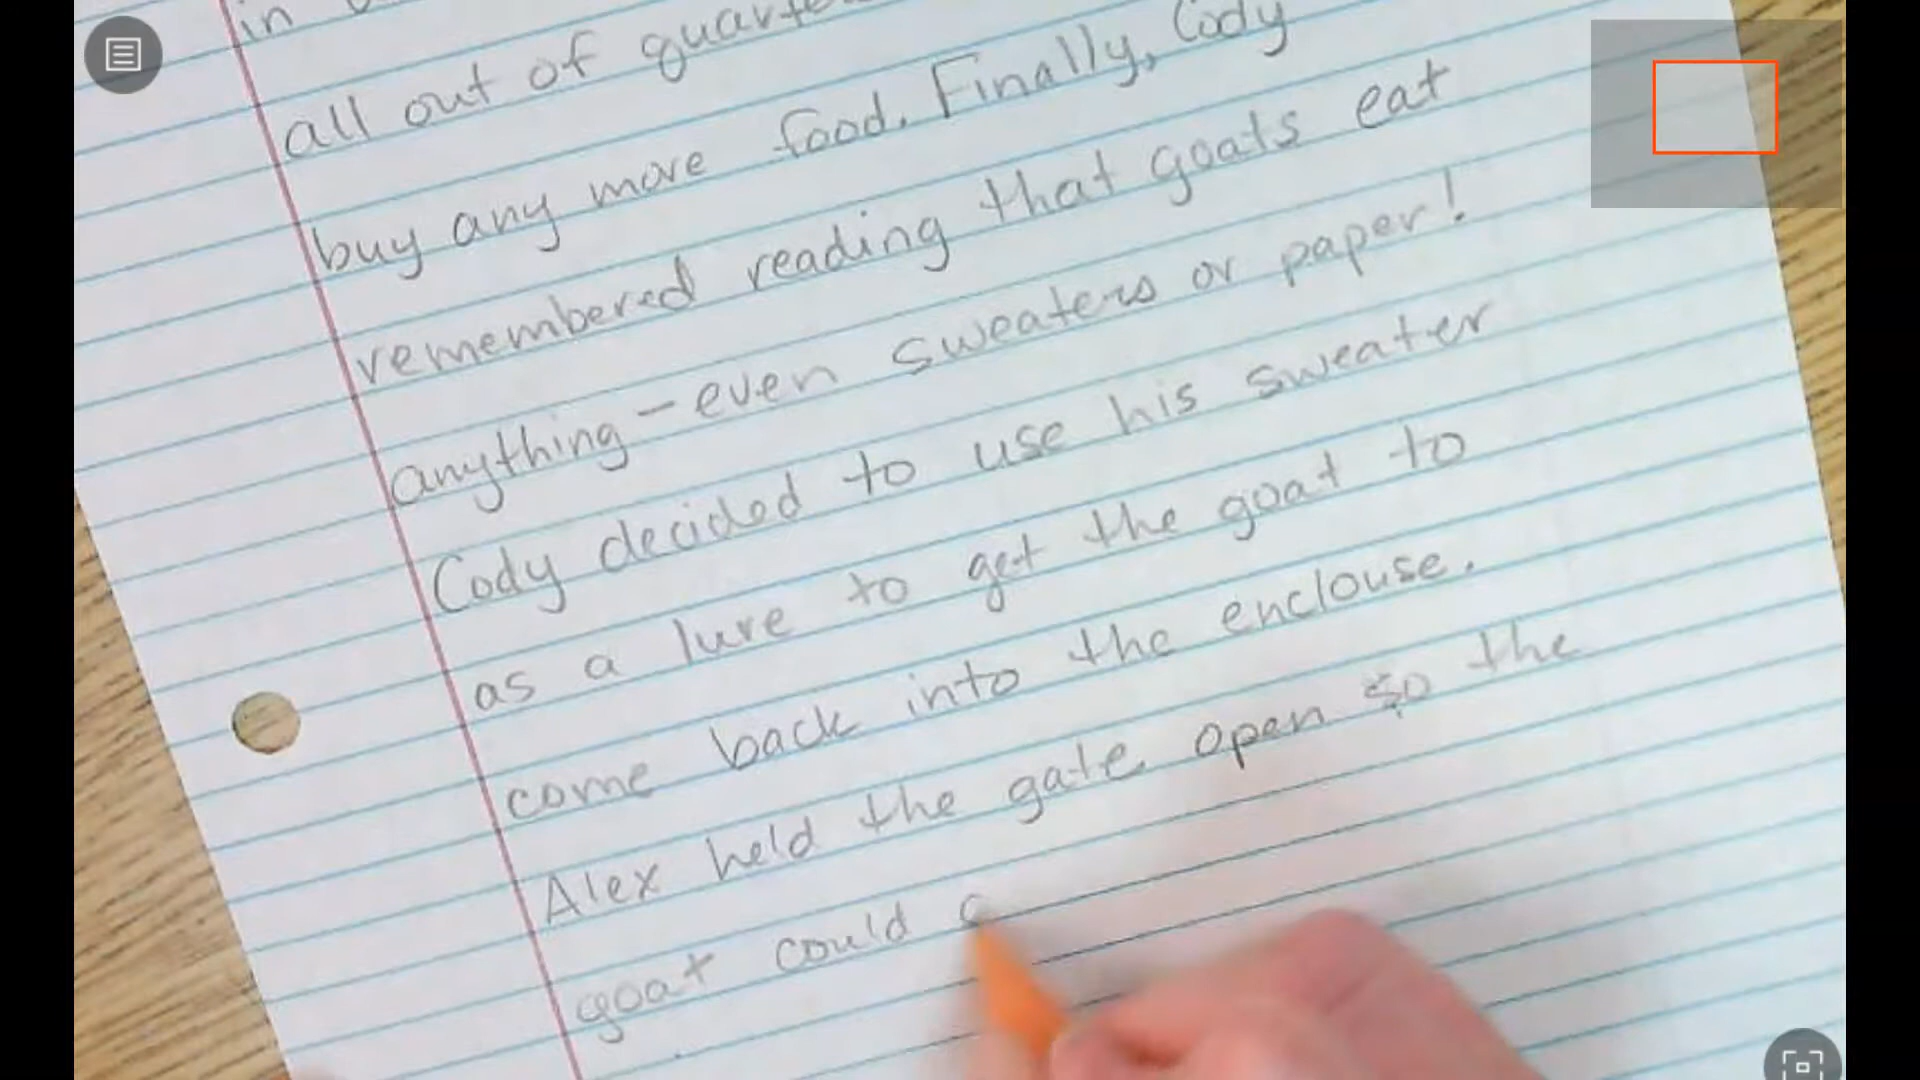 in
all out of
buy any more food. Finally, Cody
remembered reading that goats eat
anything - even sweaters or paper!
Cody decided to use his sweater
as a lure to get the goat to
come back into the enclouse.
Alex held the gate open so the
goat could